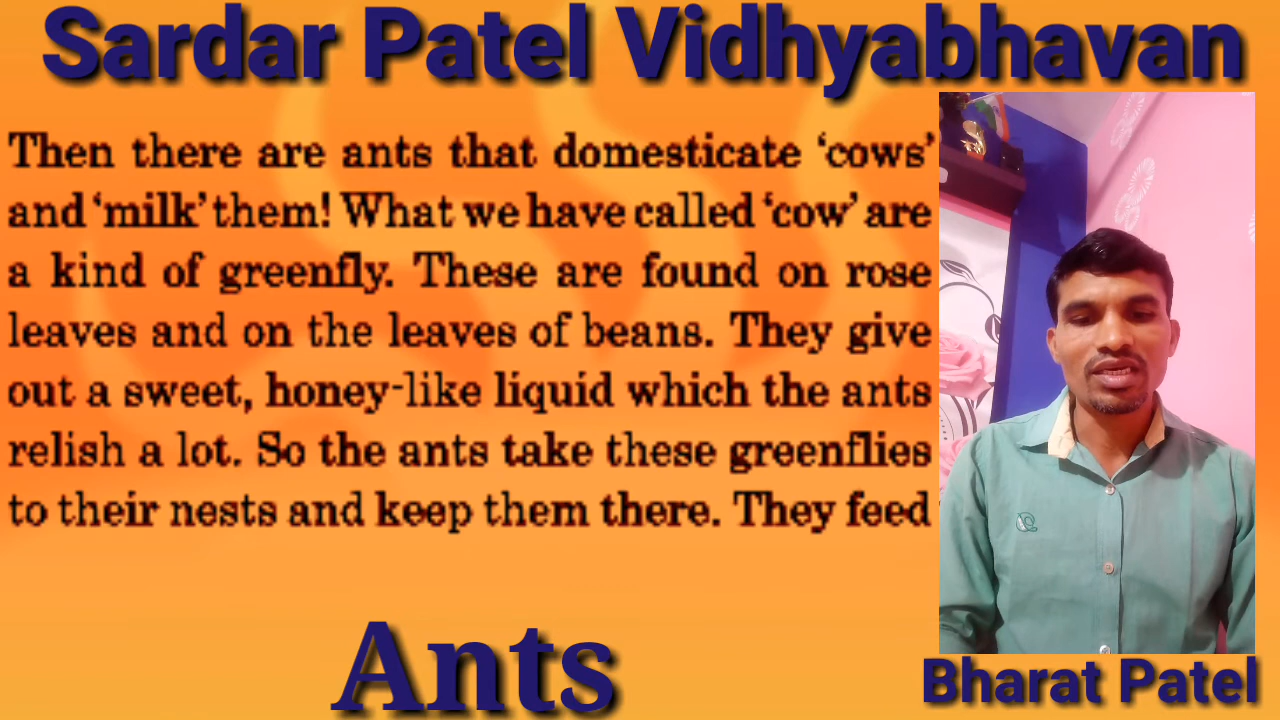 Sardar Patel Vidhyabhavan
Then there are ants that domesticate ‘cows’
and ‘milk’ them! What we have called ‘cow’ are
a kind of greenfly. These are found on rose
leaves and on the leaves of beans. They give
out a sweet, honey-like liquid which the ants
relish a lot. So the ants take these greenflies
to their nests and keep them there. They feed
Ants
Bharat Patel